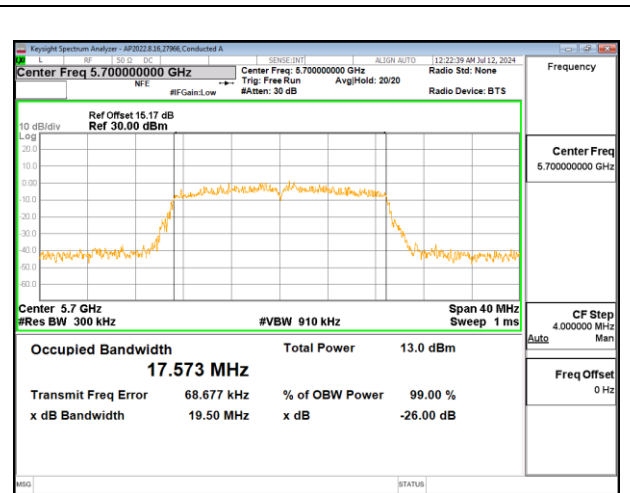 Keysight Spectrum Analyzer - AP2022.8.16,27966, Conducted A
L RF 50 Ω DC SENSE:INT ALIGN AUTO 12:22:39 AM Jul 12, 2024
Center Freq 5.700000000 GHz Center Freq: 5.700000000 GHz Radio Std: None
NFE Trig: Free Run Avg|Hold: 20/20
#IFGain:Low #Atten: 30 dB Radio Device: BTS
Ref Offset 15.17 dB
10 dB/div Ref 30.00 dBm
Log
20.0
10.0
0.00
-10.0
-20.0
-30.0
-40.0
-50.0
-60.0
Center 5.7 GHz Span 40 MHz
#Res BW 300 kHz #VBW 910 kHz Sweep 1 ms
Occupied Bandwidth Total Power 13.0 dBm
17.573 MHz
Transmit Freq Error 68.677 kHz % of OBW Power 99.00 %
x dB Bandwidth 19.50 MHz x dB -26.00 dB
MSG STATUS
Frequency
Center Freq
5.700000000 GHz
CF Step
4.000000 MHz
Auto Man
Freq Offset
0 Hz